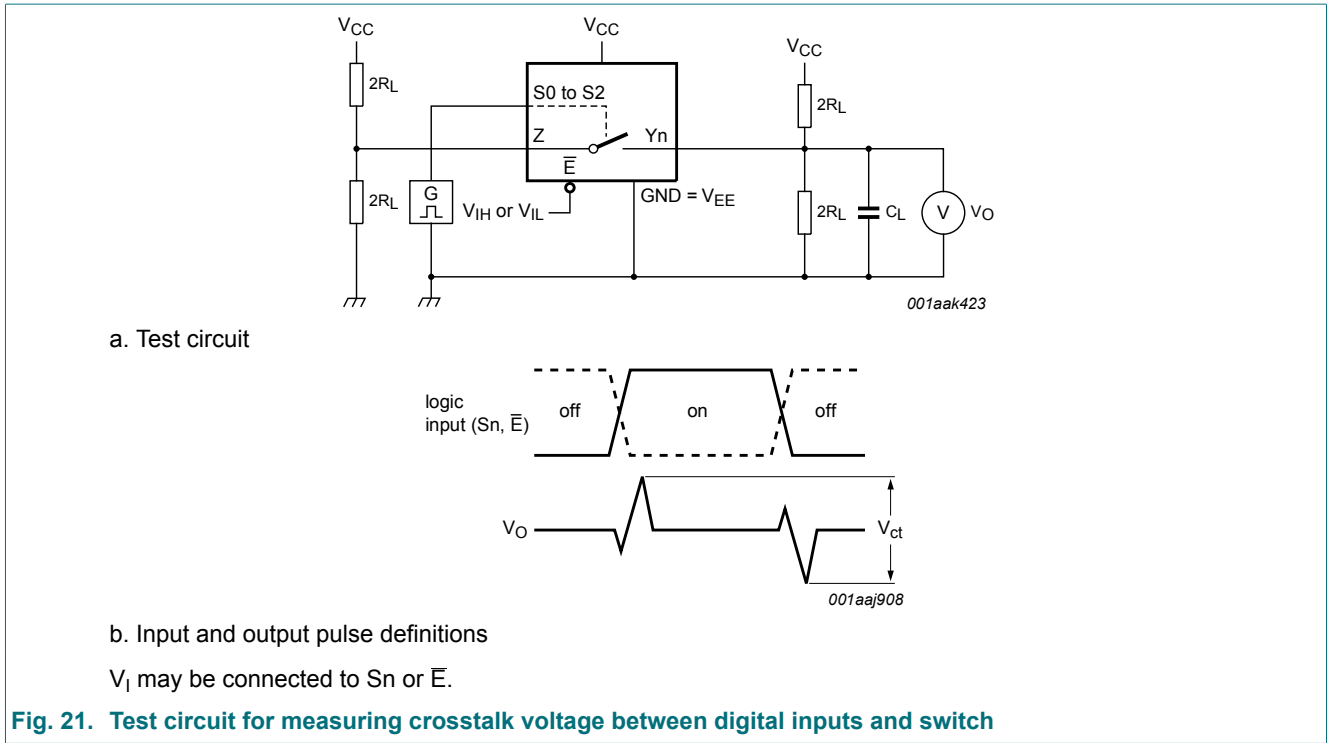 VCC
VCC
VCC
2RL
S0 to S2
2RL
Z
Yn
E̅
G
2RL
VIH or VIL
GND = VEE
2RL
CL
V
VO
001aak423
a. Test circuit
logic
input (Sn, E̅)
off
on
off
VO
Vct
001aaj908
b. Input and output pulse definitions
VI may be connected to Sn or E̅.
Fig. 21. Test circuit for measuring crosstalk voltage between digital inputs and switch